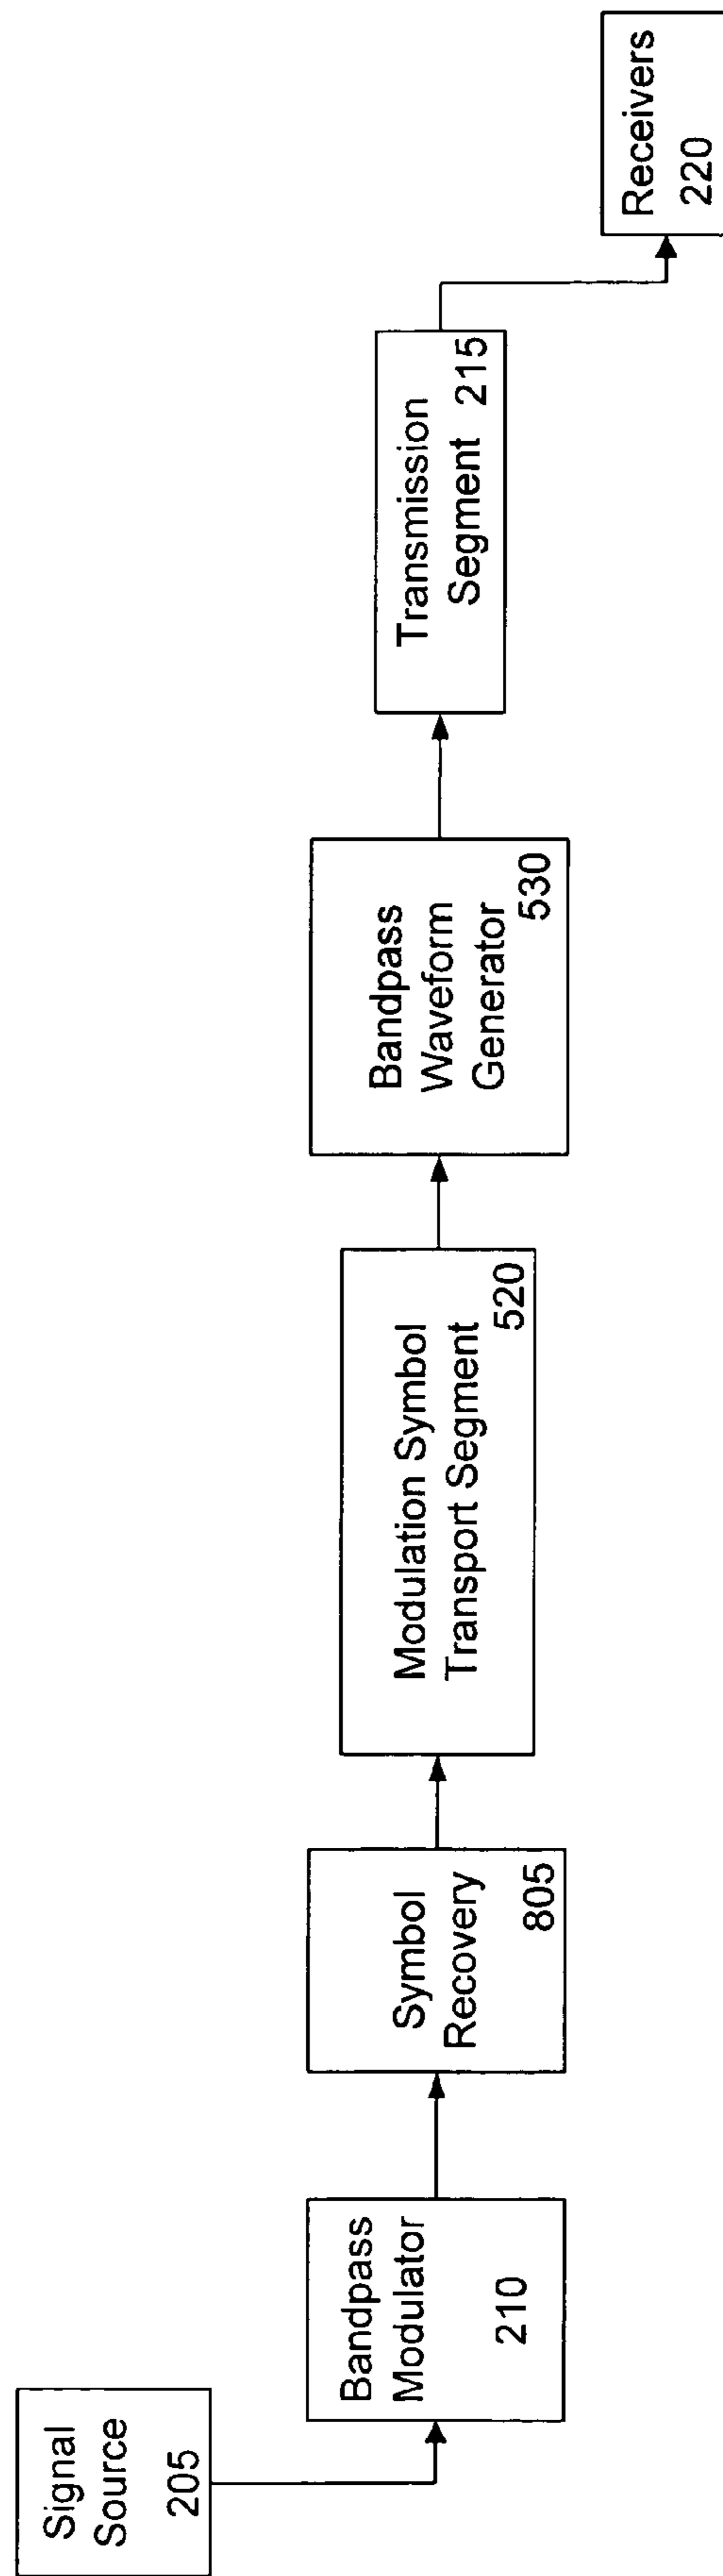 Signal
Source
205
Bandpass
Modulator
210
Symbol
Recovery
805
Modulation Symbol
Transport Segment
520
Bandpass
Waveform
Generator
530
Transmission
Segment 215
Receivers
220